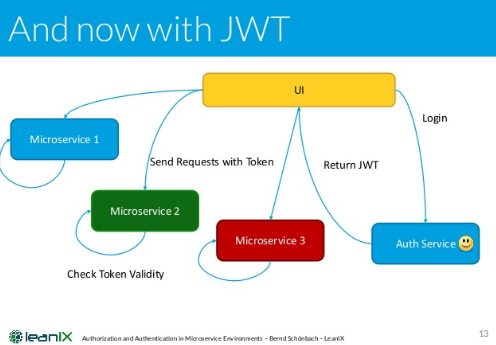 And now with JWT
UI
Login
Microservice 1
Send Requests with Token
Return JWT
Microservice 2
Microservice 3
Auth Service
Check Token Validity
leanIX
Authorization and Authentication in Microservice Environments – Bernd Schönbach – LeanIX
13